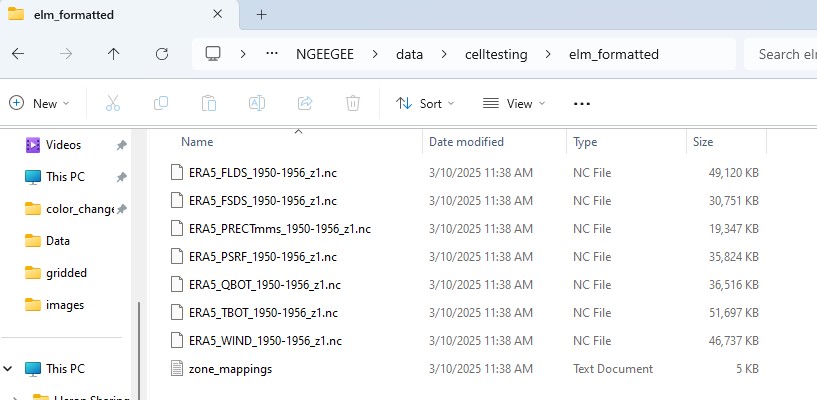 elm_formatted
NGEEGEE > data > celltesting > elm_formatted
Search elm
New
Sort
View
Name Date modified Type Size
Videos
This PC
color_change
Data
gridded
images
This PC
ERA5_FLDS_1950-1956_z1.nc 3/10/2025 11:38 AM NC File 49,120 KB
ERA5_FSDS_1950-1956_z1.nc 3/10/2025 11:38 AM NC File 30,751 KB
ERA5_PRECTmms_1950-1956_z1.nc 3/10/2025 11:38 AM NC File 19,347 KB
ERA5_PSRF_1950-1956_z1.nc 3/10/2025 11:38 AM NC File 35,824 KB
ERA5_QBOT_1950-1956_z1.nc 3/10/2025 11:38 AM NC File 36,516 KB
ERA5_TBOT_1950-1956_z1.nc 3/10/2025 11:38 AM NC File 51,697 KB
ERA5_WIND_1950-1956_z1.nc 3/10/2025 11:38 AM NC File 46,737 KB
zone_mappings 3/10/2025 11:38 AM Text Document 5 KB